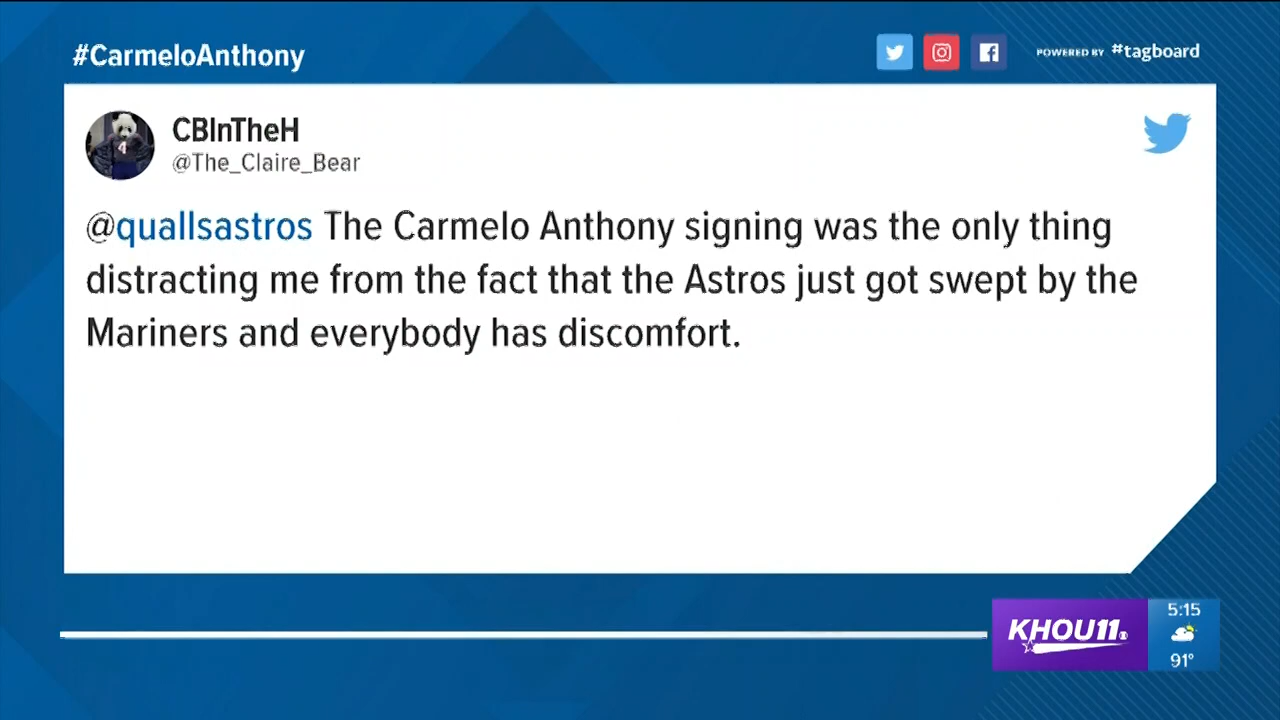 #CarmeloAnthony
POWERED BY #tagboard
CBInTheH
@The_Claire_Bear
@quallsastros The Carmelo Anthony signing was the only thing
distracting me from the fact that the Astros just got swept by the
Mariners and everybody has discomfort.
KHOU11
5:15
91°